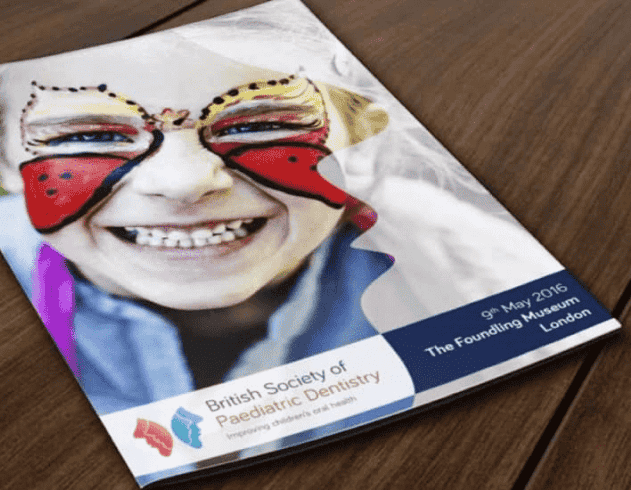 9th May 2016
The Foundling Museum
London
British Society of
Paediatric Dentistry
Improving children's oral health